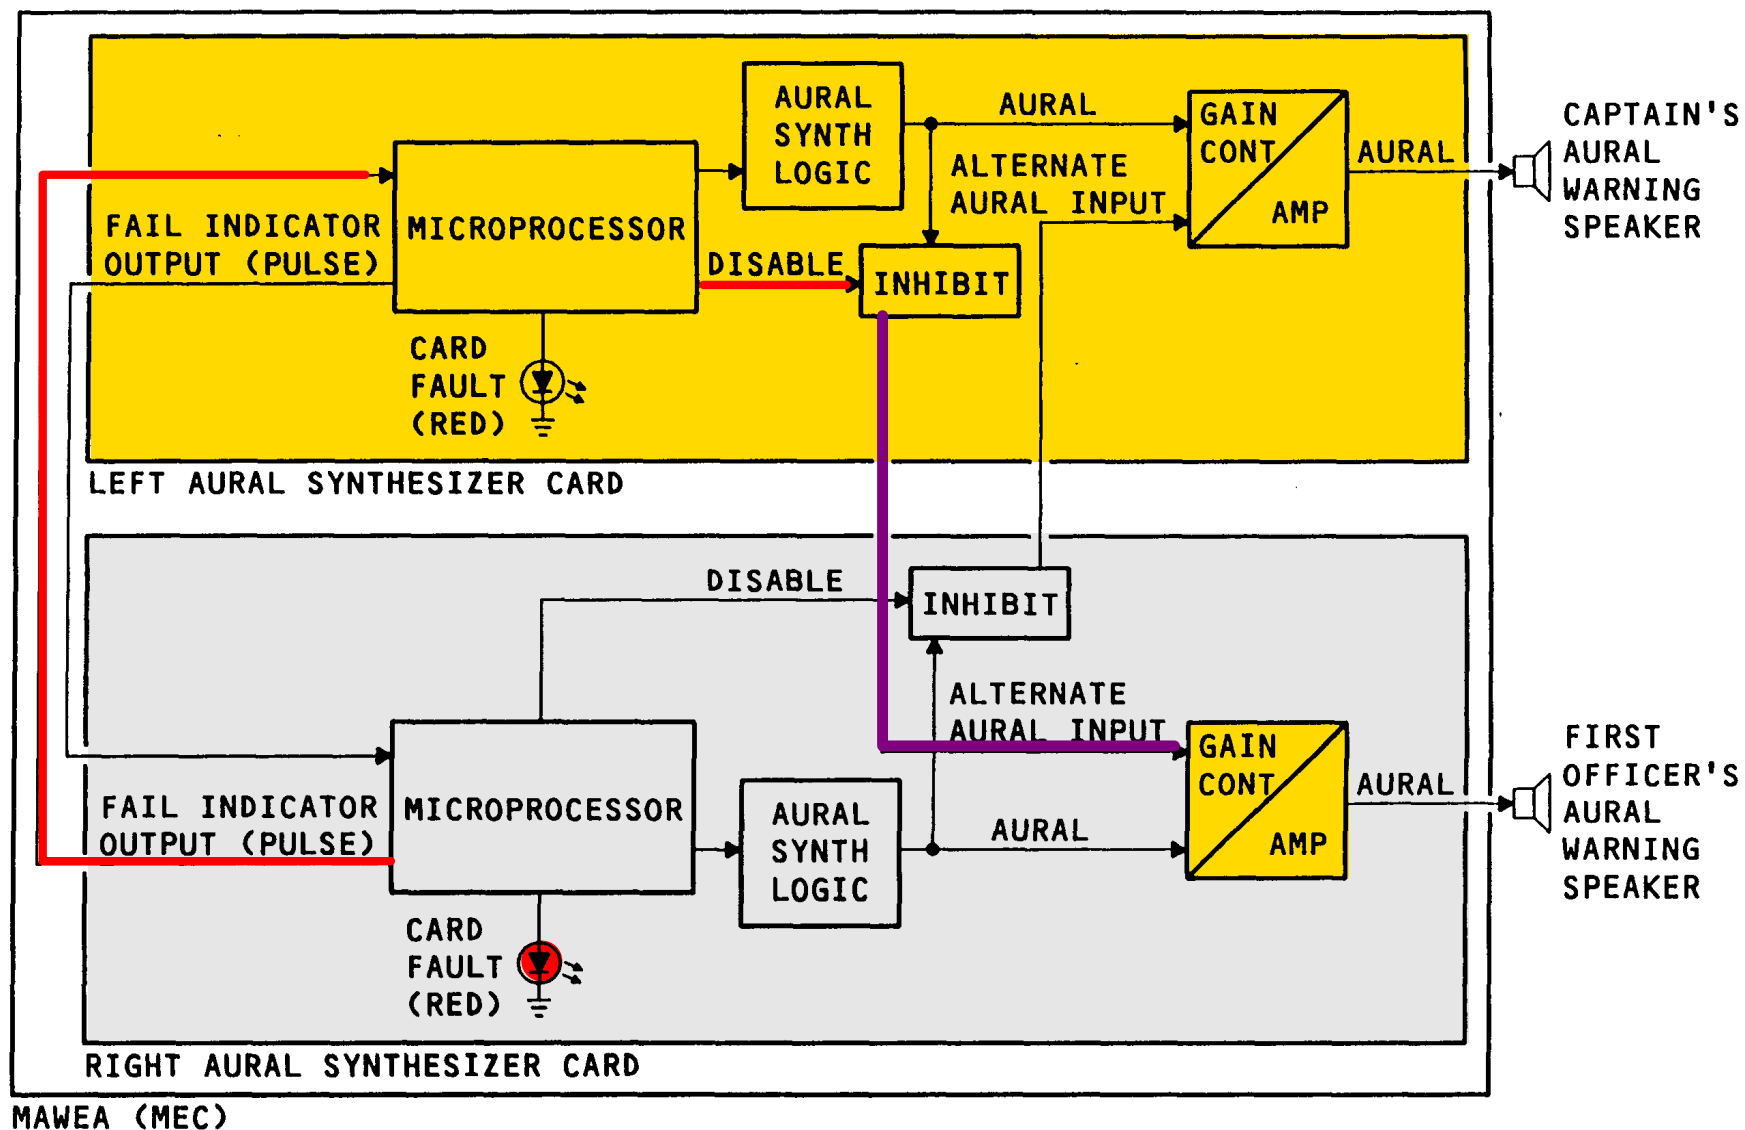 AURAL
SYNTH
LOGIC
AURAL
GAIN
CONT
AMP
AURAL
CAPTAIN'S
AURAL
WARNING
SPEAKER
ALTERNATE
AURAL INPUT
FAIL INDICATOR
OUTPUT (PULSE)
MICROPROCESSOR
DISABLE
INHIBIT
CARD
FAULT
(RED)
LEFT AURAL SYNTHESIZER CARD
DISABLE
INHIBIT
ALTERNATE
AURAL INPUT
GAIN
CONT
AMP
AURAL
FIRST
OFFICER'S
AURAL
WARNING
SPEAKER
FAIL INDICATOR
OUTPUT (PULSE)
MICROPROCESSOR
AURAL
SYNTH
LOGIC
AURAL
CARD
FAULT
(RED)
RIGHT AURAL SYNTHESIZER CARD
MAWEA (MEC)